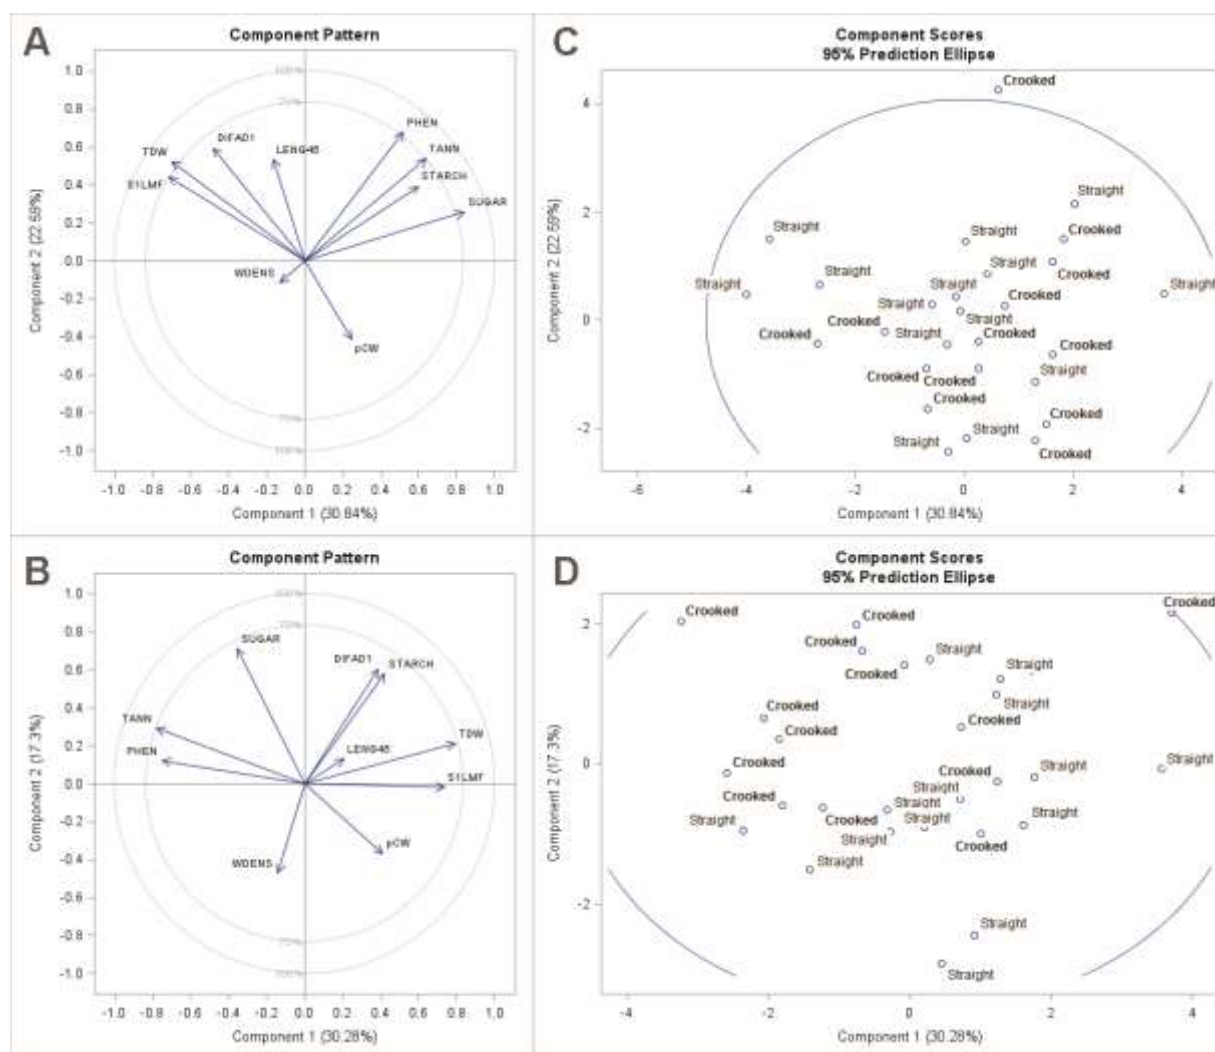 A
Component Pattern
100%
75%
1.0
0.8
0.6
0.4
0.2
0.0
-0.2
-0.4
-0.6
-0.8
-1.0
Component 2 (22.59%)
PHEN
DIFAD1
TANN
TDW
LENG46
STARCH
S1LMF
SUGAR
WDENS
pCW
75%
100%
-1.0 -0.8 -0.6 -0.4 -0.2 0.0 0.2 0.4 0.6 0.8 1.0
Component 1 (30.84%)
C
Component Scores
95% Prediction Ellipse
4
2
0
-2
Component 2 (22.59%)
Crooked
Straight
Straight
Straight
Crooked
Straight
Straight
Crooked
Straight
Straight
Straight
Straight
Crooked
Straight
Crooked
Crooked
Straight
Crooked
Crooked
Crooked
Crooked
Straight
Crooked
Crooked
Straight
Straight
Crooked
-6 -4 -2 0 2 4
Component 1 (30.84%)
B
Component Pattern
100%
75%
1.0
0.8
0.6
0.4
0.2
0.0
-0.2
-0.4
-0.6
-0.8
-1.0
Component 2 (17.3%)
SUGAR
DIFAD1
STARCH
TANN
TDW
PHEN
LENG46
S1LMF
pCW
WDENS
75%
100%
-1.0 -0.8 -0.6 -0.4 -0.2 0.0 0.2 0.4 0.6 0.8 1.0
Component 1 (30.28%)
D
Component Scores
95% Prediction Ellipse
2
0
-2
Component 2 (17.3%)
Crooked
Crooked
Crooked
Crooked
Straight
Crooked
Straight
Straight
Crooked
Crooked
Crooked
Straight
Crooked
Crooked
Straight
Straight
Crooked
Straight
Straight
Straight
Crooked
Straight
Straight
Crooked
Straight
Straight
Straight
-4 -2 0 2 4
Component 1 (30.28%)